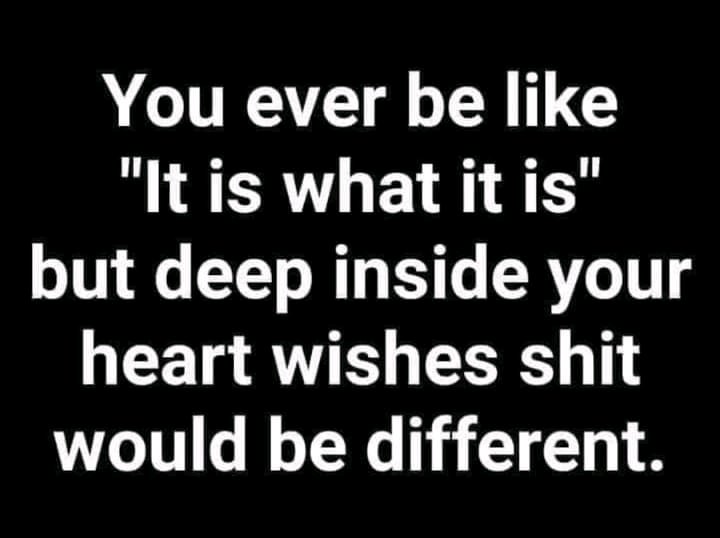 You ever be like
"It is what it is"
but deep inside your
heart wishes shit
would be different.